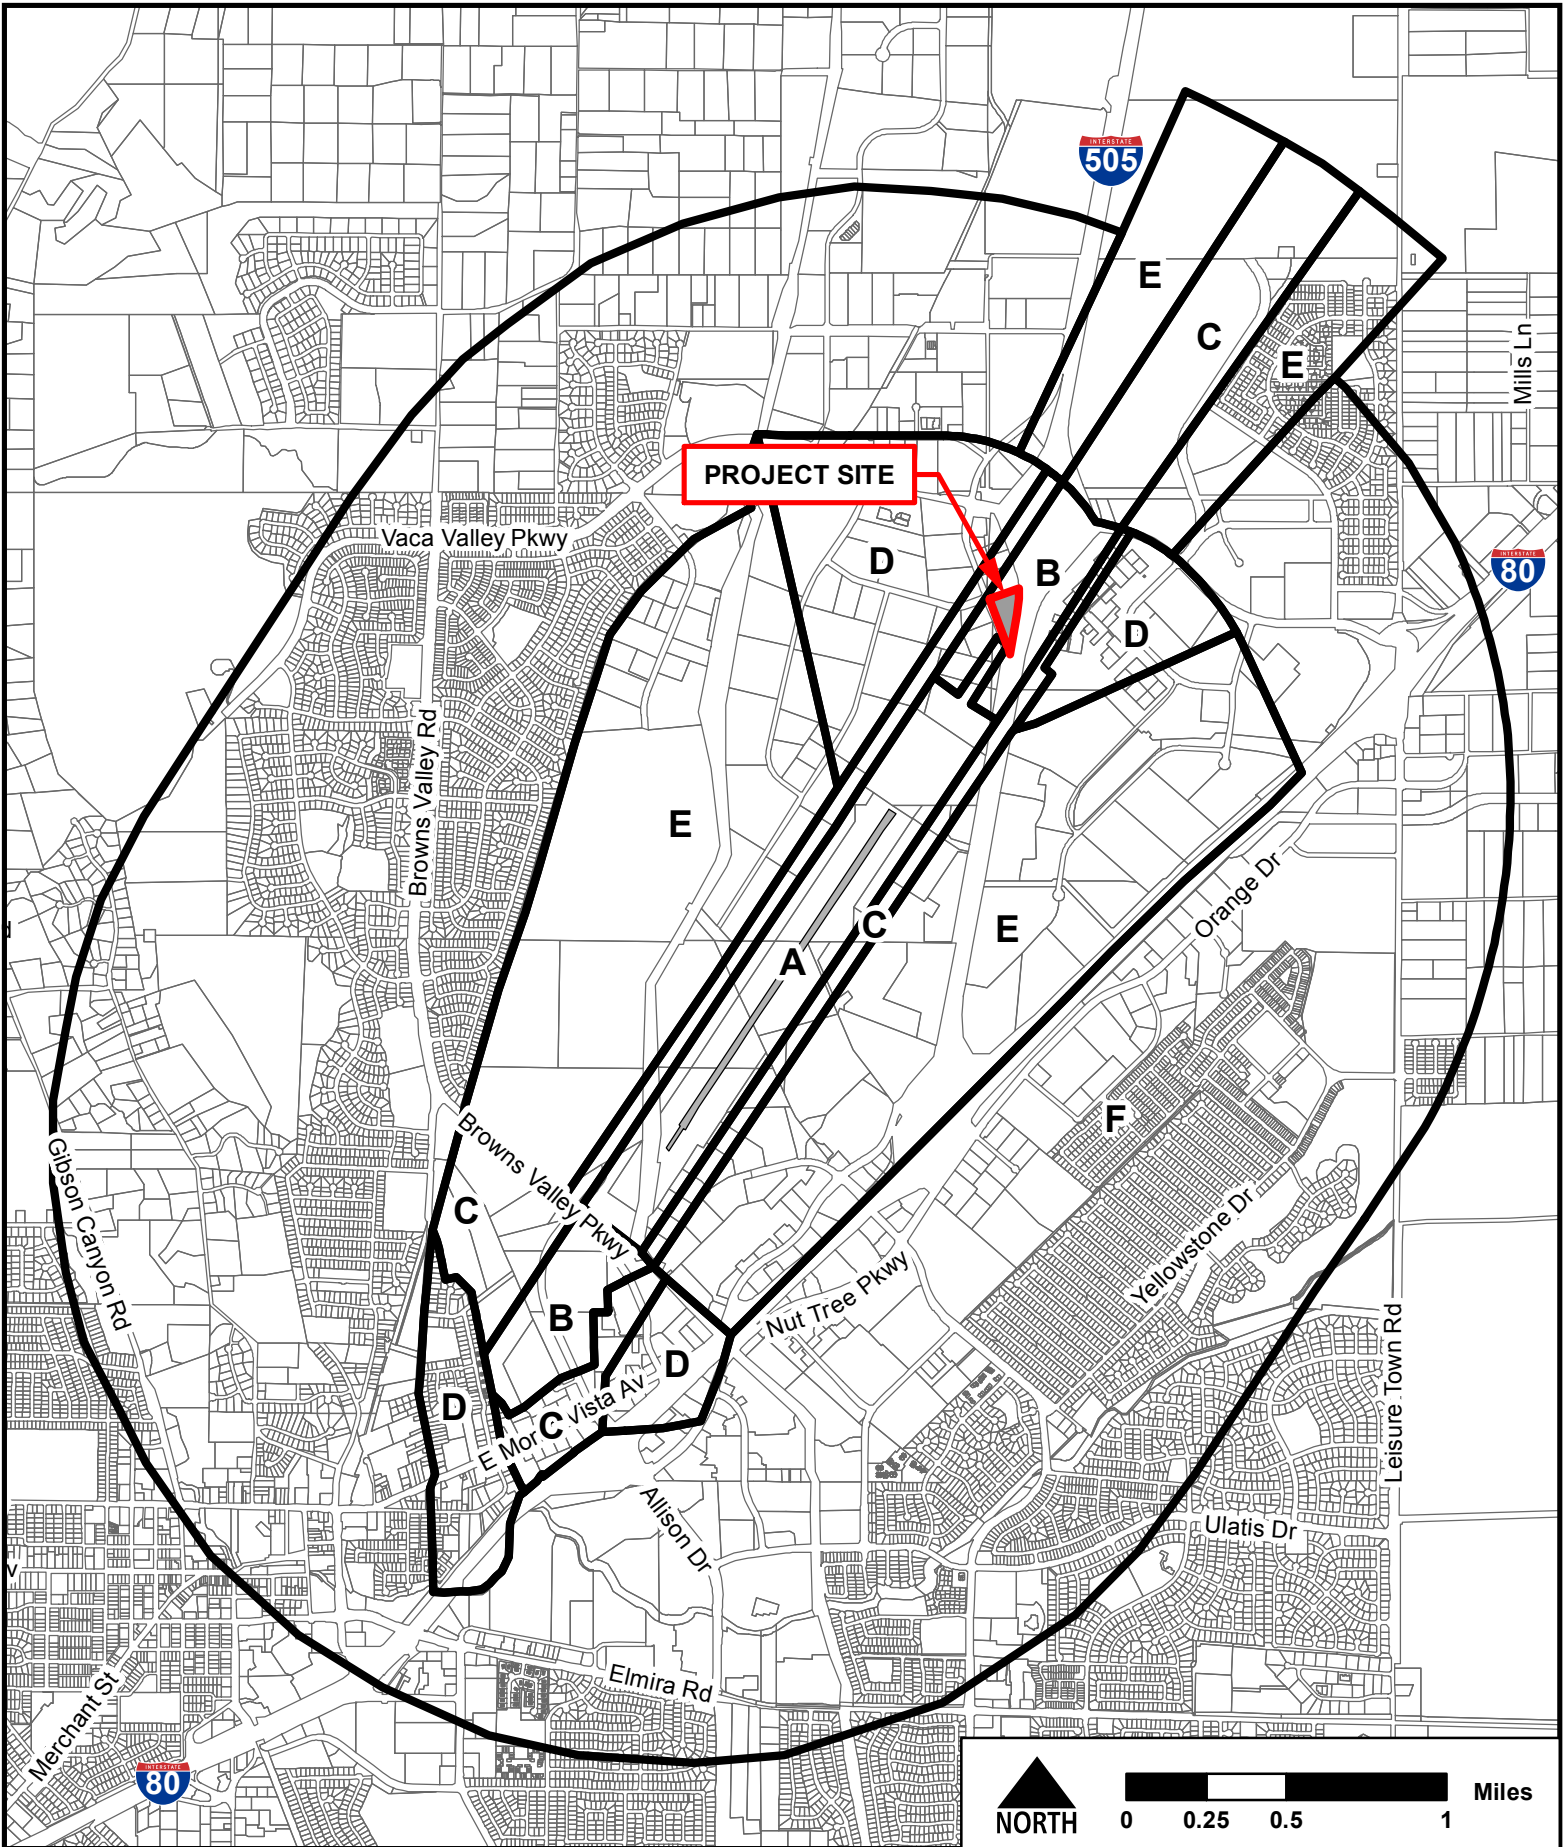 INTERSTATE
505
E
C
E
Mills Ln
PROJECT SITE
Vaca Valley Pkwy
D
B
INTERSTATE
80
D
Browns Valley Rd
E
Orange Dr
C
E
A
F
Browns Valley Pkwy
Gibson Canyon Rd
C
Yellowstone Dr
Nut Tree Pkwy
B
D
Leisure Town Rd
D
C
E Mon Vista Av
Allison Dr
Ulatis Dr
Elmira Rd
Merchant St
INTERSTATE
80
NORTH
0 0.25 0.5 1
Miles